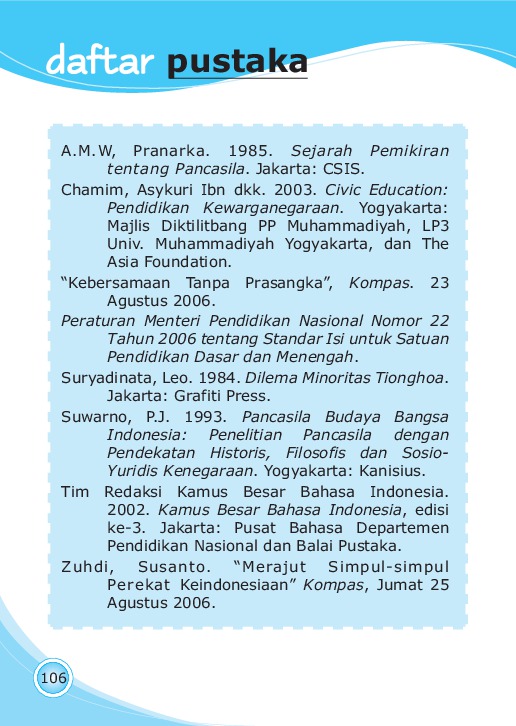 daftar pustaka
A.M.W, Pranarka. 1985. Sejarah Pemikiran
tentang Pancasila. Jakarta: CSIS.
Chamim, Asykuri Ibn dkk. 2003. Civic Education:
Pendidikan Kewarganegaraan. Yogyakarta:
Majlis Diktilitbang PP Muhammadiyah, LP3
Univ. Muhammadiyah Yogyakarta, dan The
Asia Foundation.
“Kebersamaan Tanpa Prasangka”, Kompas. 23
Agustus 2006.
Peraturan Menteri Pendidikan Nasional Nomor 22
Tahun 2006 tentang Standar Isi untuk Satuan
Pendidikan Dasar dan Menengah.
Suryadinata, Leo. 1984. Dilema Minoritas Tionghoa.
Jakarta: Grafiti Press.
Suwarno, P.J. 1993. Pancasila Budaya Bangsa
Indonesia: Penelitian Pancasila dengan
Pendekatan Historis, Filosofis dan Sosio-
Yuridis Kenegaraan. Yogyakarta: Kanisius.
Tim Redaksi Kamus Besar Bahasa Indonesia.
2002. Kamus Besar Bahasa Indonesia, edisi
ke-3. Jakarta: Pusat Bahasa Departemen
Pendidikan Nasional dan Balai Pustaka.
Zuhdi, Susanto. “Merajut Simpul-simpul
Perekat Keindonesiaan” Kompas, Jumat 25
Agustus 2006.
106